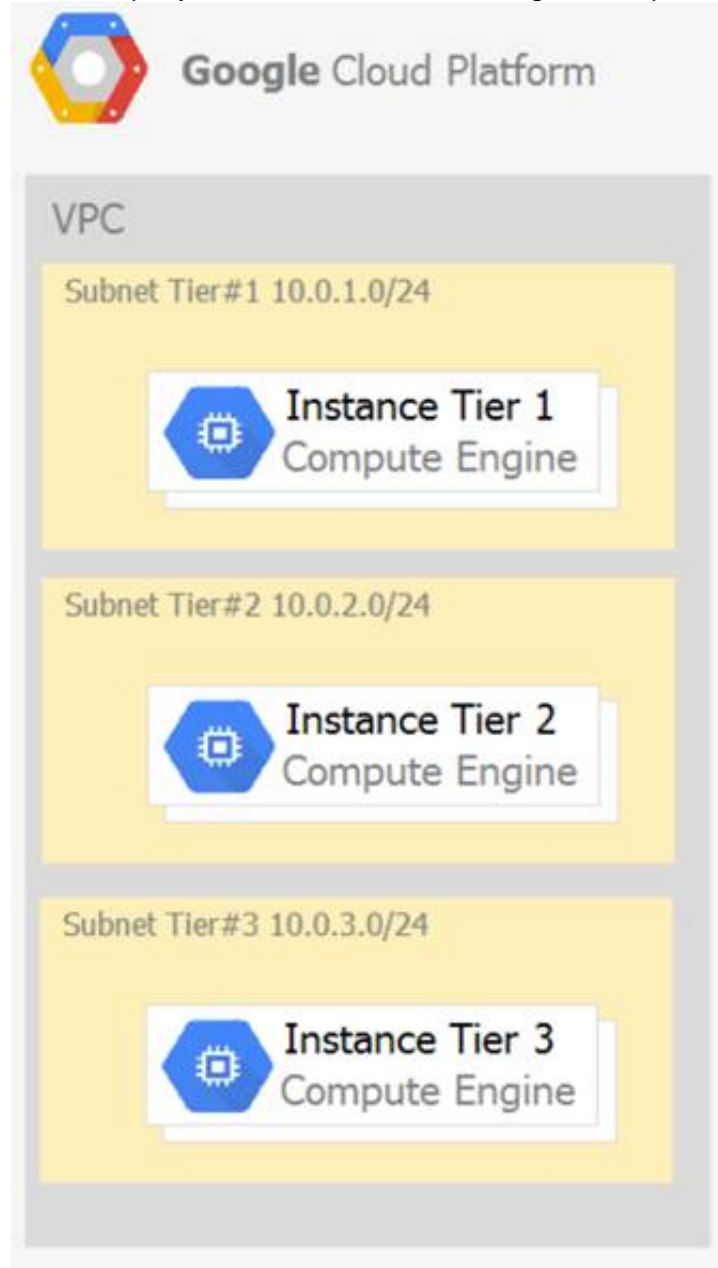 Google Cloud Platform
VPC
Subnet Tier#1 10.0.1.0/24
Instance Tier 1
Compute Engine
Subnet Tier#2 10.0.2.0/24
Instance Tier 2
Compute Engine
Subnet Tier#3 10.0.3.0/24
Instance Tier 3
Compute Engine